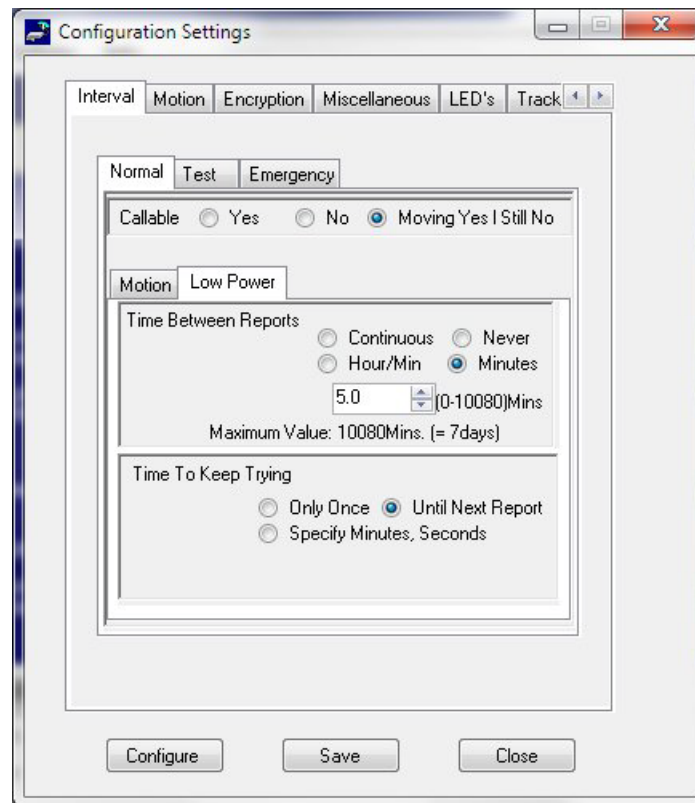 Configuration Settings
Interval Motion Encryption Miscellaneous LED's Track
Normal Test Emergency
Callable Yes No Moving Yes I Still No
Motion Low Power
Time Between Reports
Continuous Never
Hour/Min Minutes
5.0 (0-10080)Mins
Maximum Value: 10080Mins. (= 7days)
Time To Keep Trying
Only Once Until Next Report
Specify Minutes, Seconds
Configure Save Close